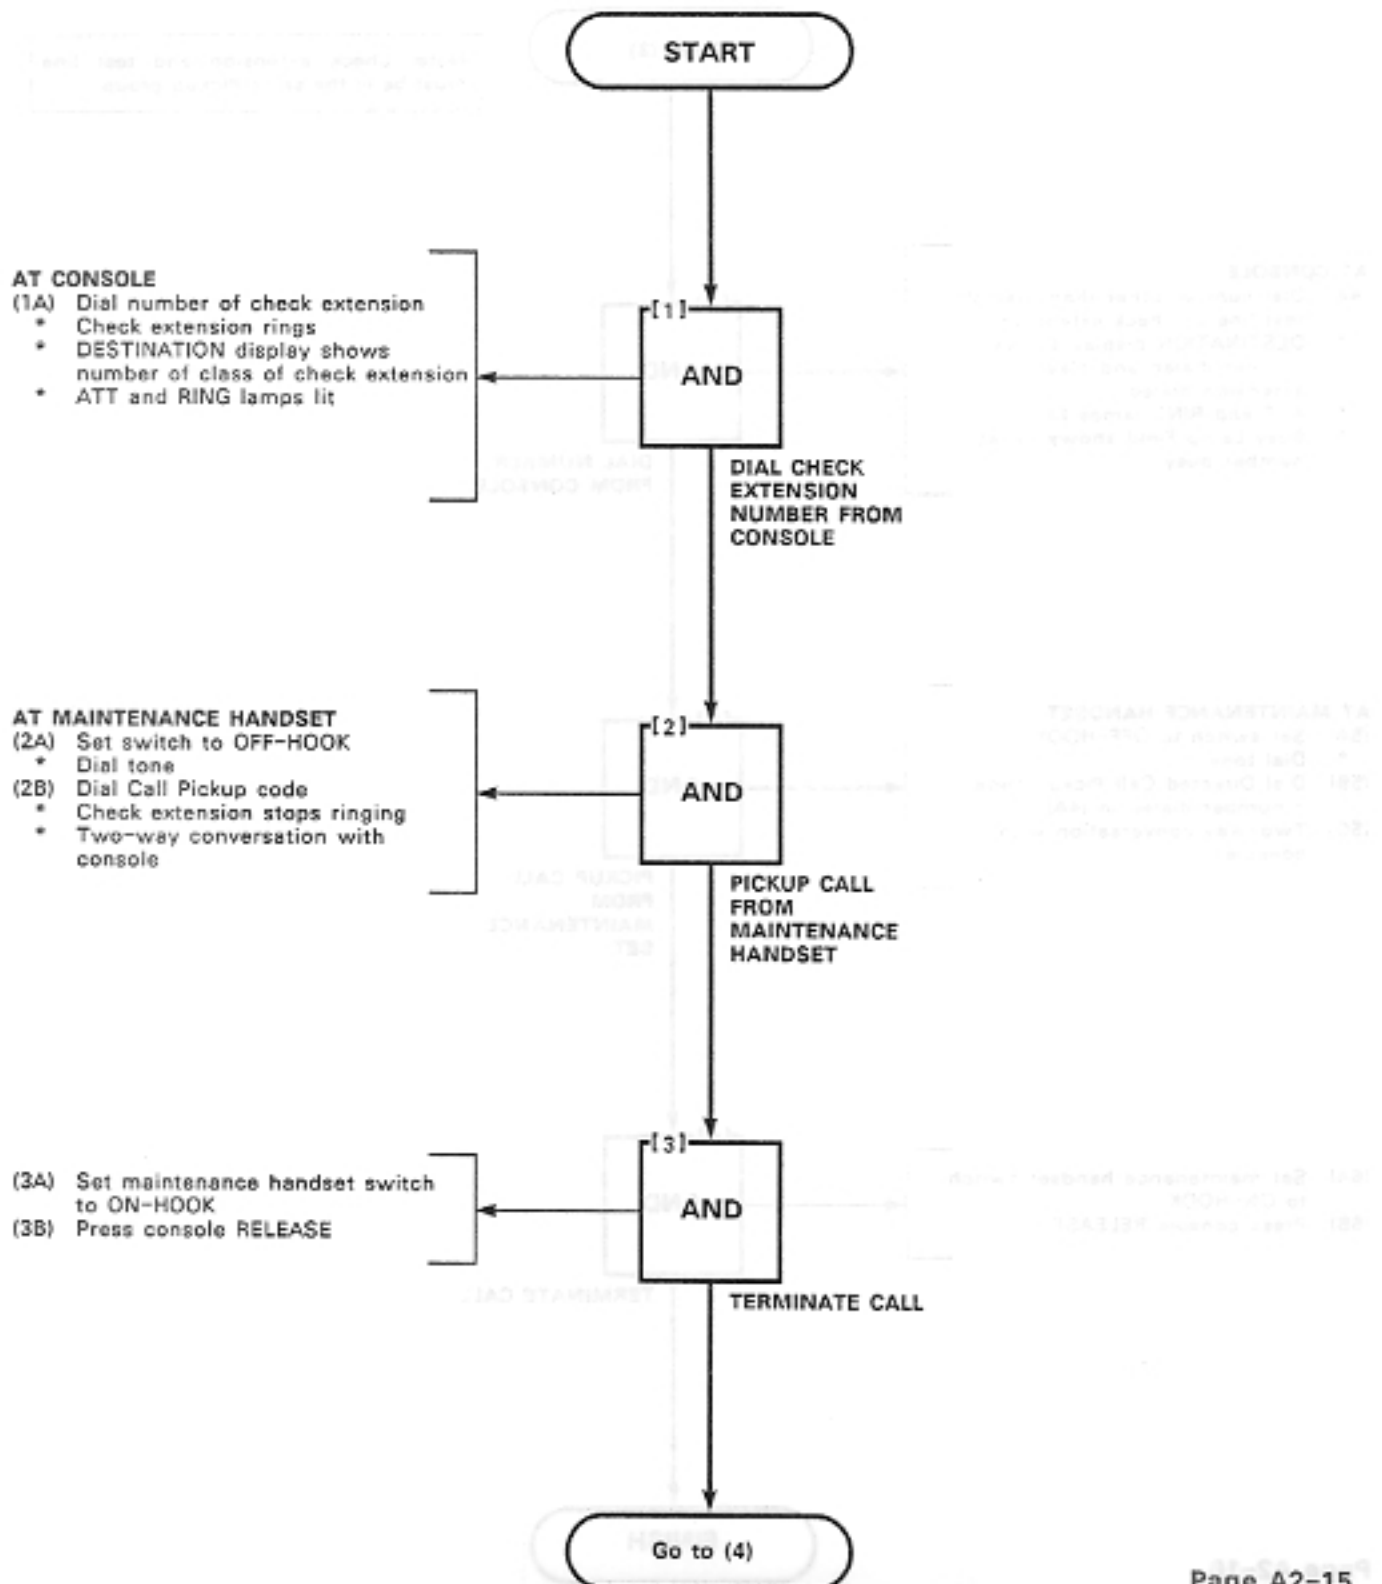 START
AT CONSOLE
(1A) Dial number of check extension
* Check extension rings
* DESTINATION display shows
number of class of check extension
* ATT and RING lamps lit
[1]
AND
DIAL CHECK
EXTENSION
NUMBER FROM
CONSOLE
AT MAINTENANCE HANDSET
(2A) Set switch to OFF-HOOK
* Dial tone
(2B) Dial Call Pickup code
* Check extension stops ringing
* Two-way conversation with
console
[2]
AND
PICKUP CALL
FROM
MAINTENANCE
HANDSET
(3A) Set maintenance handset switch
to ON-HOOK
(3B) Press console RELEASE
[3]
AND
TERMINATE CALL
Go to (4)
Page A2-15